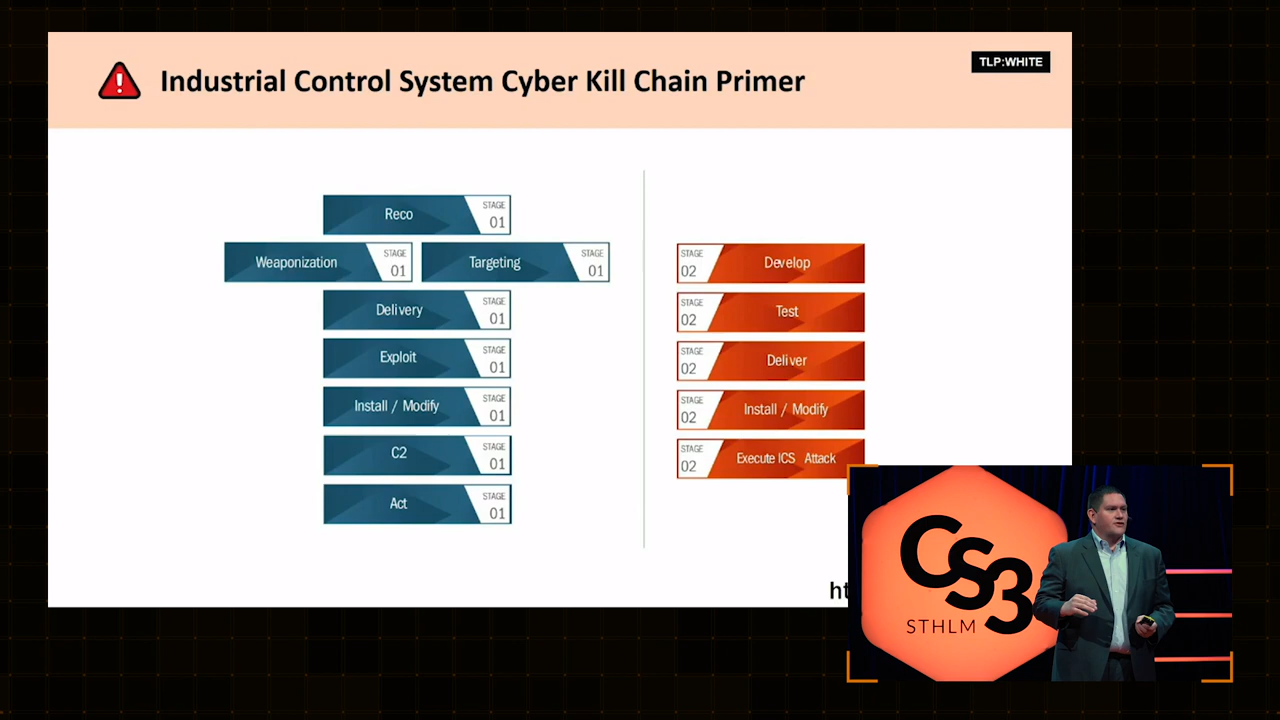 Industrial Control System Cyber Kill Chain Primer
TLP:WHITE
Reco
STAGE
01
Weaponization
STAGE
01
Targeting
STAGE
01
Delivery
STAGE
01
Exploit
STAGE
01
Install / Modify
STAGE
01
C2
STAGE
01
Act
STAGE
01
STAGE
02
Develop
STAGE
02
Test
STAGE
02
Deliver
STAGE
02
Install / Modify
STAGE
02
Execute ICS Attack
ht
CS3
STHLM